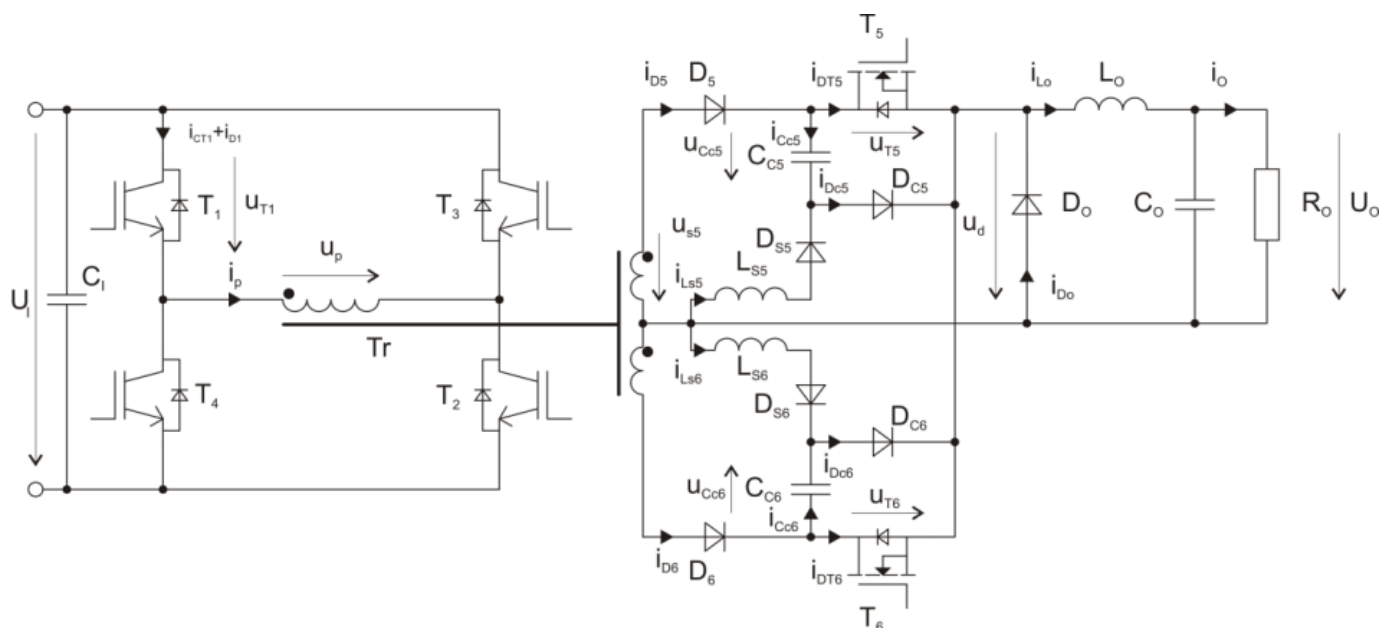 T5
iD5
D5
iDT5
iLo
LO
iO
iCT1+iD1
uCc5
iCc5
CC5
uT5
uT1
T1
T3
us5
iDc5
DC5
DS5
ud
DO
CO
RO
UO
UI
CI
ip
up
iLs5
LS5
iDo
Tr
iLs6
LS6
T4
T2
DS6
DC6
uCc6
CC6
iDc6
uT6
iCc6
iD6
D6
iDT6
T6